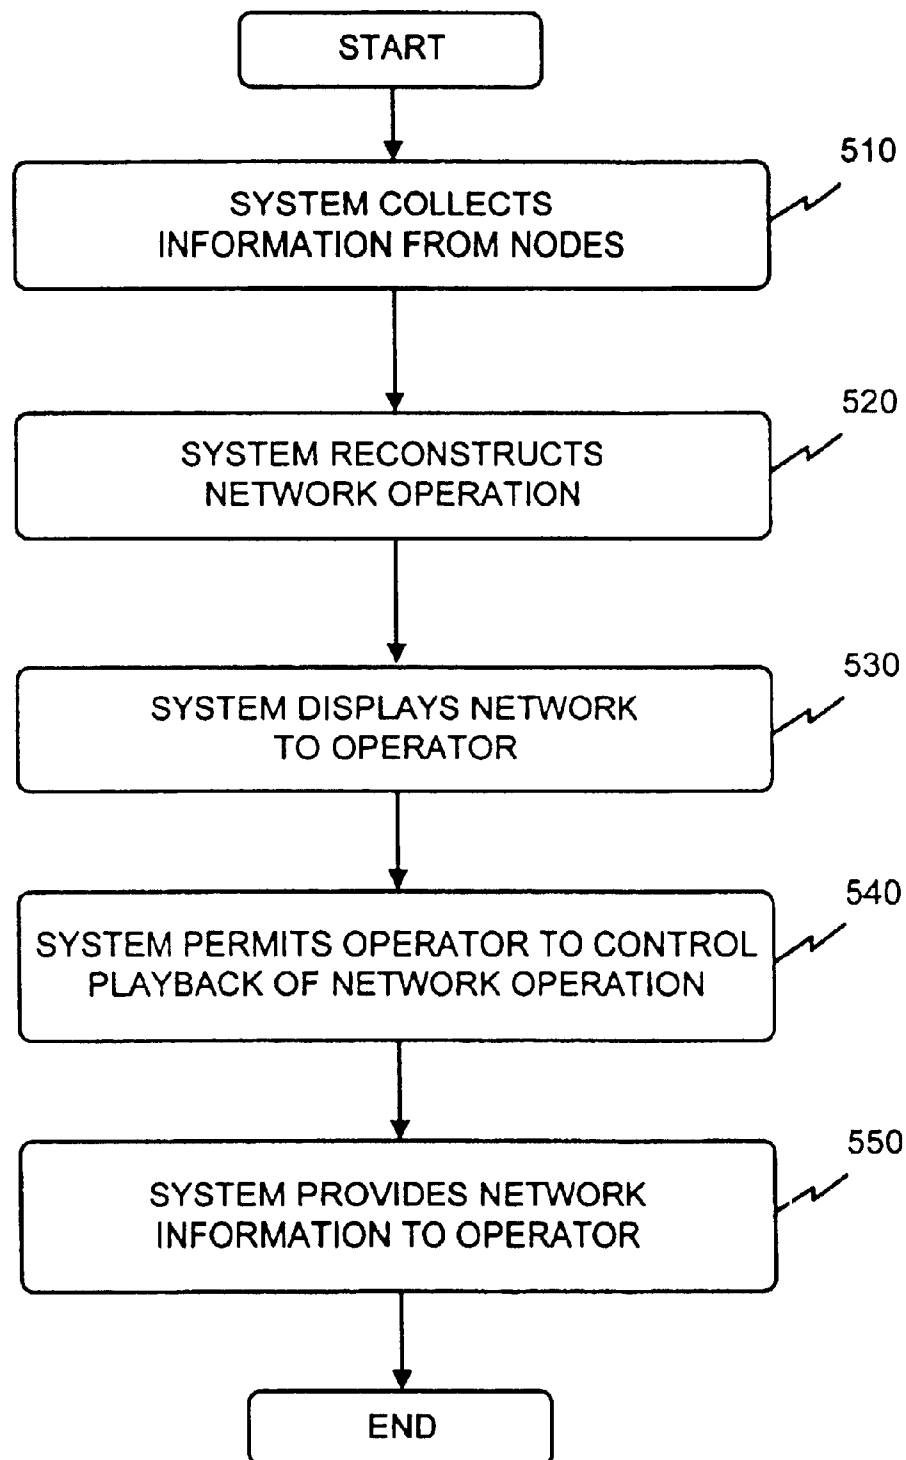 START
510
SYSTEM COLLECTS
INFORMATION FROM NODES
520
SYSTEM RECONSTRUCTS
NETWORK OPERATION
530
SYSTEM DISPLAYS NETWORK
TO OPERATOR
540
SYSTEM PERMITS OPERATOR TO CONTROL
PLAYBACK OF NETWORK OPERATION
550
SYSTEM PROVIDES NETWORK
INFORMATION TO OPERATOR
END